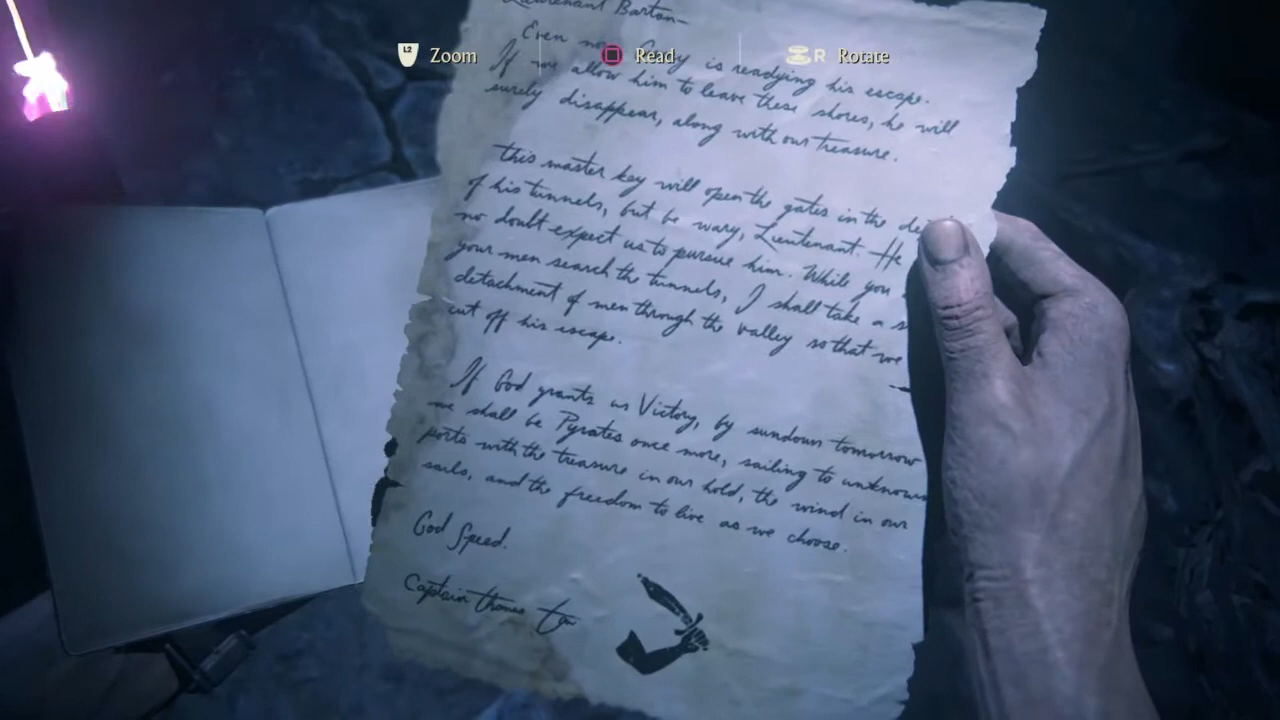 Lieutenant Barton-
Even now is readying his escape.
If we allow him to leave these shores, he will
surely disappear, along with our treasure.
this master key will open the gates in the
of his tunnels, but be wary, Lieutenant. He
no doubt expect us to pursue him. While you
your men search the tunnels, I shall take a
detachment of men through the valley so that we
cut off his escape.
If God grants us Victory, by sundown tomorrow
we shall be Pyrates once more, sailing to unknown
ports with the treasure in our hold, the wind in our
sails, and the freedom to live as we choose.
God Speed.
Captain Thomas Tew
L2 Zoom
Read
R Rotate